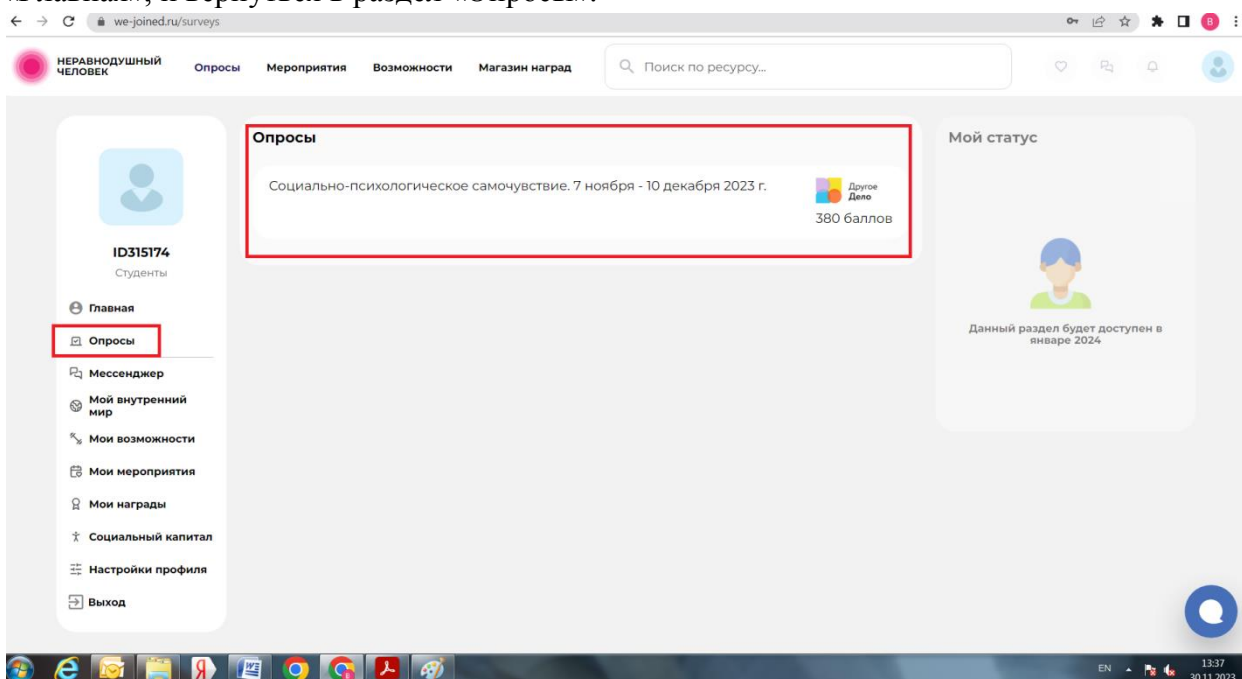 «Главная», и вернуться в раздел «Опросы».
we-joined.ru/surveys
B
НЕРАВНОДУШНЫЙ
ЧЕЛОВЕК
Опросы
Мероприятия
Возможности
Магазин наград
Поиск по ресурсу...
ID315174
Студенты
Главная
Опросы
Мессенджер
Мой внутренний
мир
Мои возможности
Мои мероприятия
Мои награды
Социальный капитал
Настройки профиля
Выход
Опросы
Социально-психологическое самочувствие. 7 ноября - 10 декабря 2023 г.
Другое
Дело
380 баллов
Мой статус
Данный раздел будет доступен в
январе 2024
EN
13:37
30.11.2023